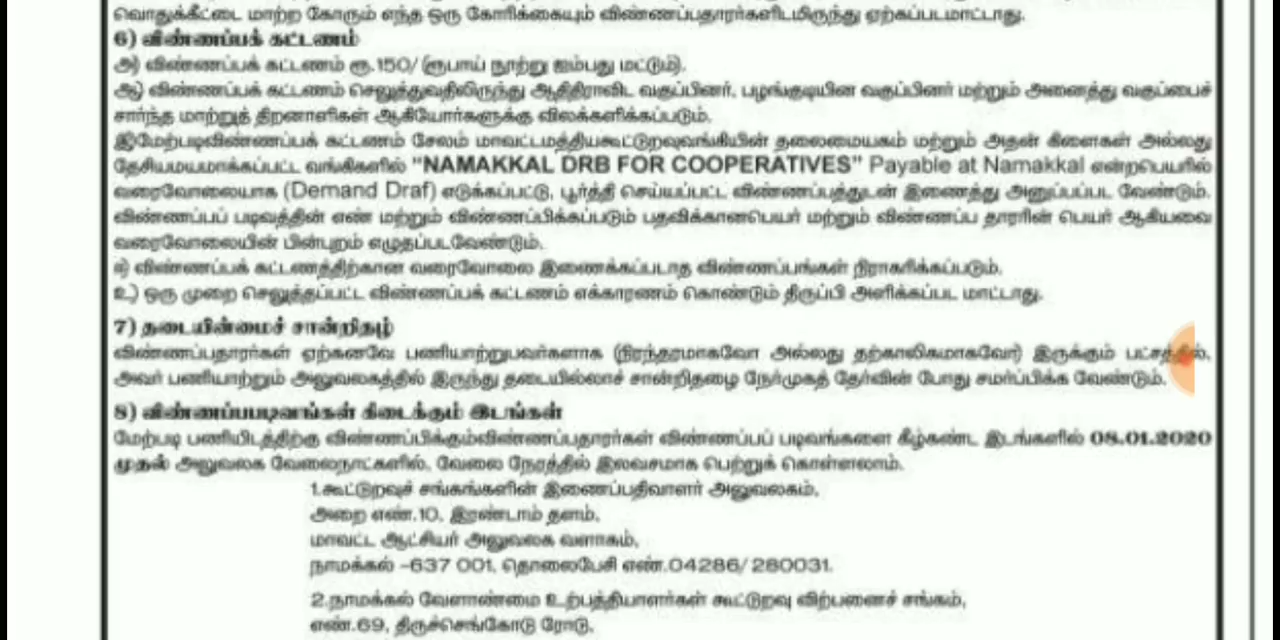 வொதுக்கீட்டை மாற்ற கோரும் எந்த ஒரு கோரிக்கையும் விண்ணப்பதாரர்களிடமிருந்து ஏற்கப்படமாட்டாது.
6) விண்ணப்பக் கட்டணம்
அ) விண்ணப்பக் கட்டணம் ரூ.150/ (ரூபாய் நூற்று ஐம்பது மட்டும்).
ஆ) விண்ணப்பக் கட்டணம் செலுத்துவதிலிருந்து ஆதிதிராவிட வகுப்பினர், பழங்குடியின வகுப்பினர் மற்றும் அனைத்து வகுப்பைச்
சார்ந்த மாற்றுத் திறனாளிகள் ஆகியோர்களுக்கு விலக்களிக்கப்படும்.
இமேற்படிவிண்ணப்பக் கட்டணம் சேலம் மாவட்டமத்தியகூட்டுறவுவங்கியின் தலைமையகம் மற்றும் அதன் கிளைகள் அல்லது
தேசியமயமாக்கப்பட்ட வங்கிகளில் "NAMAKKAL DRB FOR COOPERATIVES" Payable at Namakkal என்றபெயரில்
வரைவோலையாக (Demand Draf) எடுக்கப்பட்டு, பூர்த்தி செய்யப்பட்ட விண்ணப்பத்துடன் இணைத்து அனுப்பப்பட வேண்டும்.
விண்ணப்பப் படிவத்தின் எண் மற்றும் விண்ணப்பிக்கப்படும் பதவிக்கானபெயர் மற்றும் விண்ணப்ப தாரரின் பெயர் ஆகியவை
வரைவோலையின் பின்புறம் எழுதப்படவேண்டும்.
ஈ) விண்ணப்பக் கட்டணத்திற்கான வரைவோலை இணைக்கப்படாத விண்ணப்பங்கள் நிராகரிக்கப்படும்.
உ) ஒரு முறை செலுத்தப்பட்ட விண்ணப்பக் கட்டணம் எக்காரணம் கொண்டும் திருப்பி அளிக்கப்பட மாட்டாது.
7) தடையின்மைச் சான்றிதழ்
விண்ணப்பதாரர்கள் ஏற்கனவே பணியாற்றுபவர்களாக (நிரந்தரமாகவோ அல்லது தற்காலிகமாகவோ) இருக்கும் பட்சத்தில்,
அவர் பணியாற்றும் அலுவலகத்தில் இருந்து தடையில்லாச் சான்றிதழை நேர்முகத் தேர்வின் போது சமர்ப்பிக்க வேண்டும்.
8) விண்ணப்பபடிவங்கள் கிடைக்கும் இடங்கள்
மேற்படி பணியிடத்திற்கு விண்ணப்பிக்கும்விண்ணப்பதாரர்கள் விண்ணப்பப் படிவங்களை கீழ்கண்ட இடங்களில் 08.01.2020
முதல் அலுவலக வேலைநாட்களில், வேலை நேரத்தில் இலவசமாக பெற்றுக் கொள்ளலாம்.
1.கூட்டுறவுச் சங்கங்களின் இணைப்பதிவாளர் அலுவலகம்,
அறை எண்.10, இரண்டாம் தளம்,
மாவட்ட ஆட்சியர் அலுவலக வளாகம்,
நாமக்கல் –637 001, தொலைபேசி எண்.04286/ 280031.
2.நாமக்கல் வேளாண்மை உற்பத்தியாளர்கள் கூட்டுறவு விற்பனைச் சங்கம்,
எண்.69, திருச்செங்கோடு ரோடு,